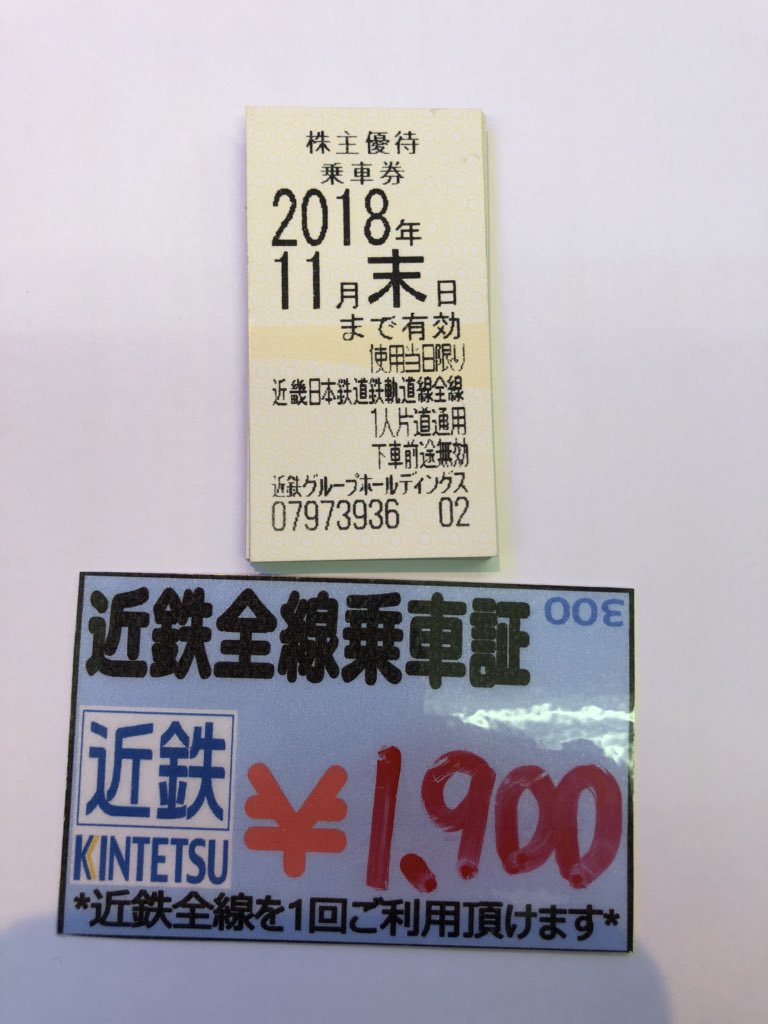 株主優待
乗車券
2018年
11月末日
まで有効
使用当日限り
近畿日本鉄道鉄軌道線全線
1人片道通用
下車前途無効
近鉄グループホールディングス
07973936 02
近鉄全線乗車証
300
近鉄
KINTETSU
¥1,900
*近鉄全線を1回ご利用頂けます*